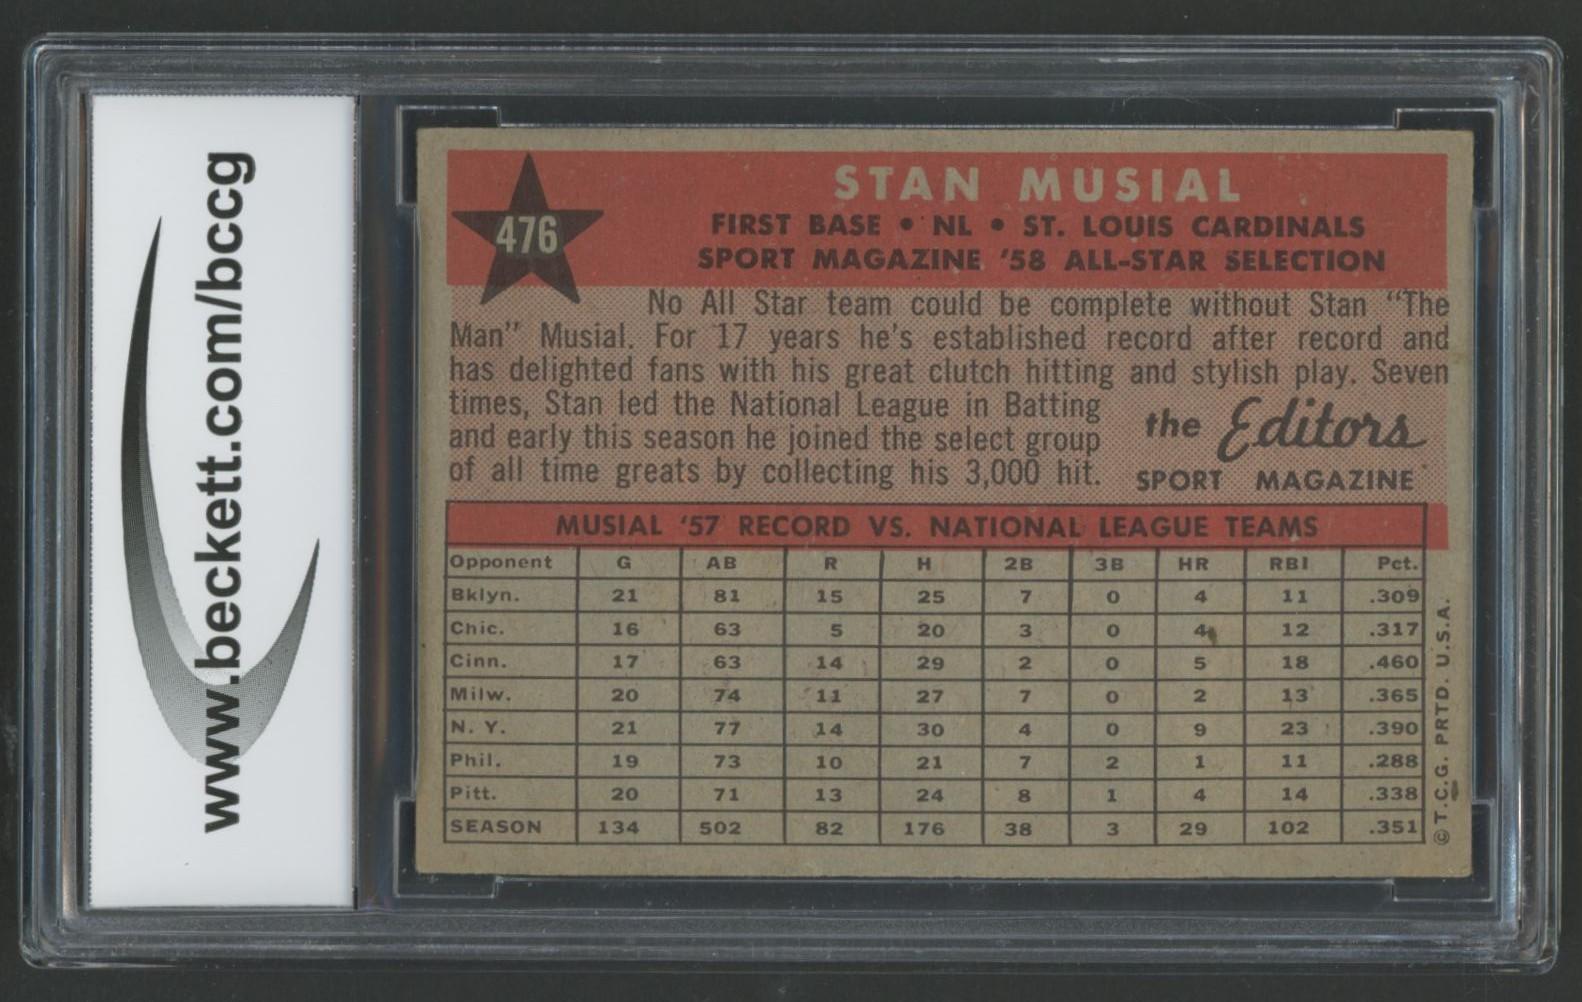 www.beckett.com/bccg
476
STAN MUSIAL
FIRST BASE • NL • ST. LOUIS CARDINALS
SPORT MAGAZINE '58 ALL-STAR SELECTION
No All Star team could be complete without Stan "The
Man" Musial. For 17 years he's established record after record and
has delighted fans with his great clutch hitting and stylish play. Seven
times, Stan led the National League in Batting
and early this season he joined the select group
of all time greats by collecting his 3,000 hit.
the Editors
SPORT MAGAZINE
MUSIAL '57 RECORD VS. NATIONAL LEAGUE TEAMS
Opponent G AB R H 2B 3B HR RBI Pct.
Bklyn. 21 81 15 25 7 0 4 11 .309
Chic. 16 63 5 20 3 0 4 12 .317
Cinn. 17 63 14 29 2 0 5 18 .460
Milw. 20 74 11 27 7 0 2 13 .365
N. Y. 21 77 14 30 4 0 9 23 .390
Phil. 19 73 10 21 7 2 1 11 .288
Pitt. 20 71 13 24 8 1 4 14 .338
SEASON 134 502 82 176 38 3 29 102 .351
© T.C.G. PRTD. U.S.A.